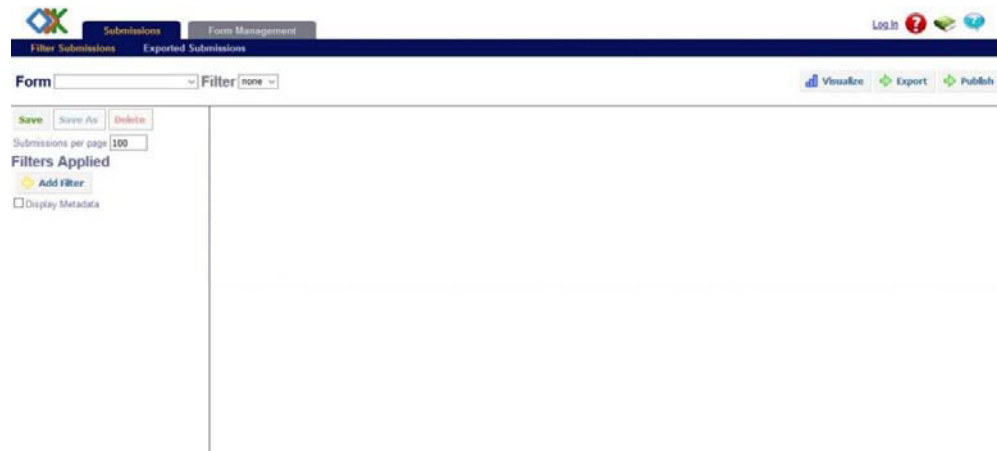 Submissions Form Management Log In
Filter Submissions Exported Submissions
Form Filter none Visualize Export Publish
Save Save As Delete
Submissions per page 100
Filters Applied
Add Filter
Display Metadata